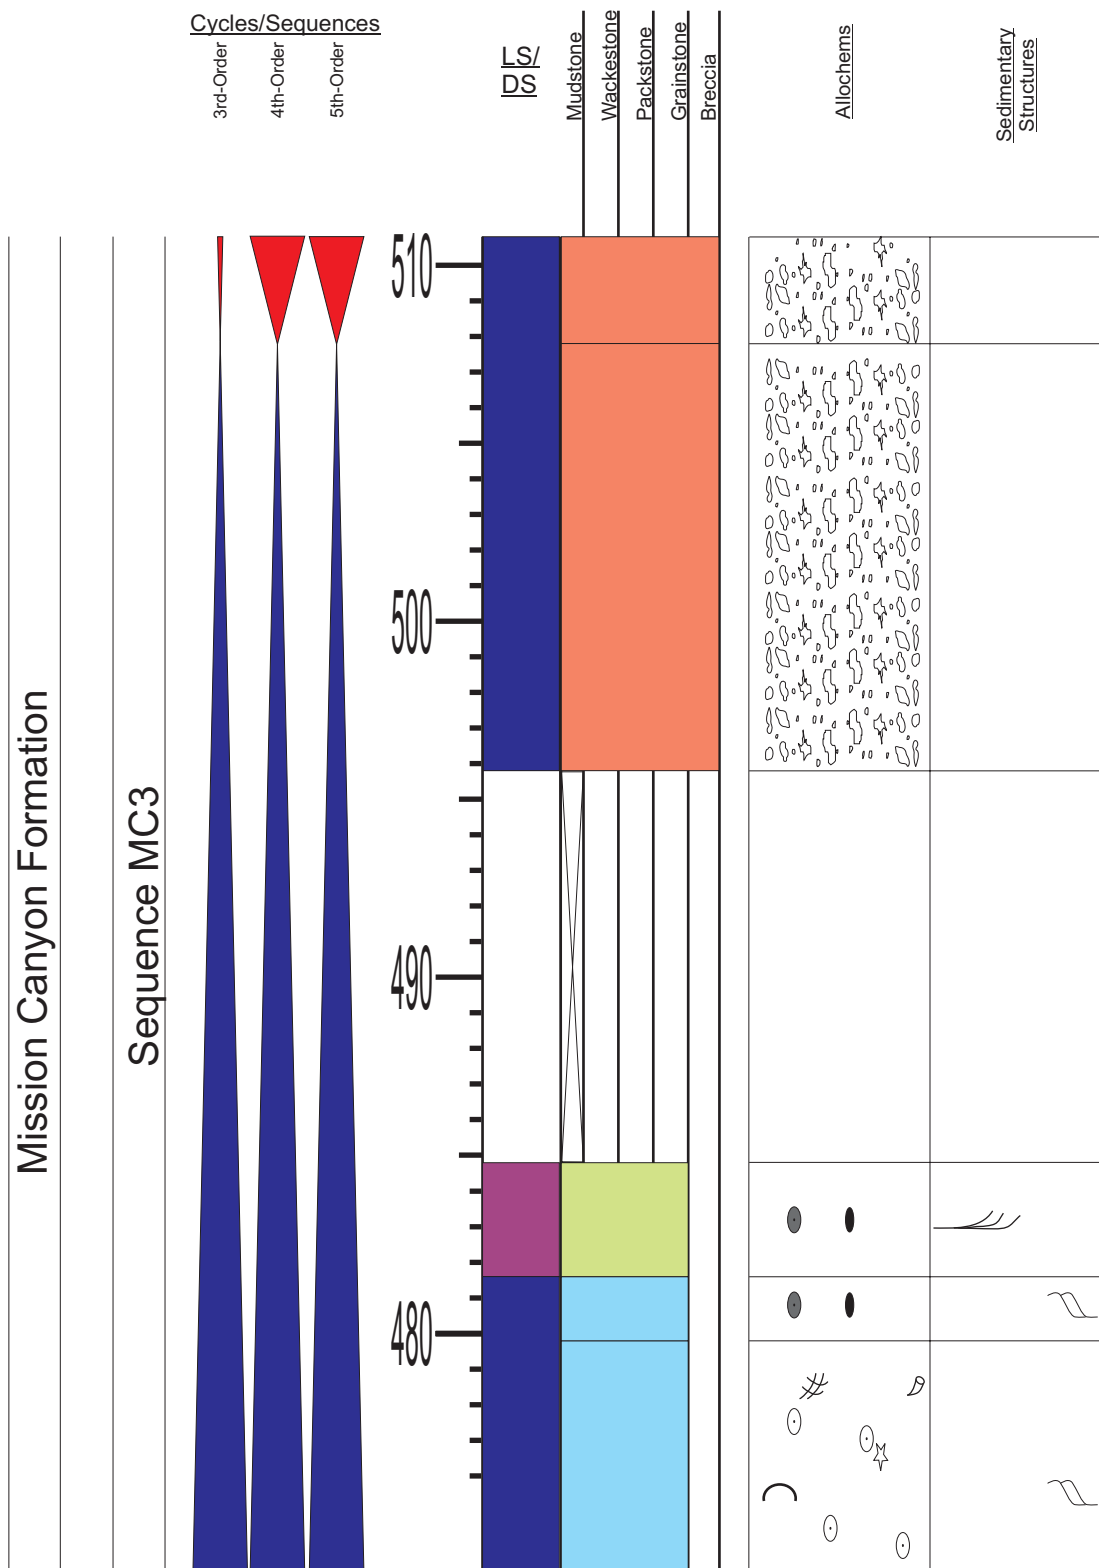 Cycles/Sequences
3rd-Order
4th-Order
5th-Order
LS/
DS
Mudstone
Wackestone
Packstone
Grainstone
Breccia
Allochems
Sedimentary
Structures
510
500
490
480
Mission Canyon Formation
Sequence MC3